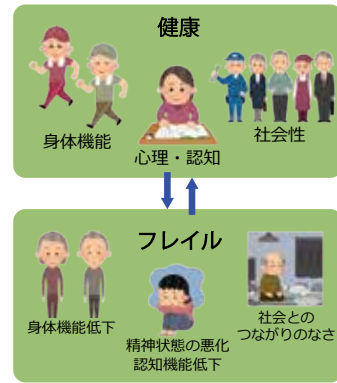 健康
身体機能
心理・認知
社会性
フレイル
身体機能低下
精神状態の悪化
認知機能低下
社会との
つながりのなさ